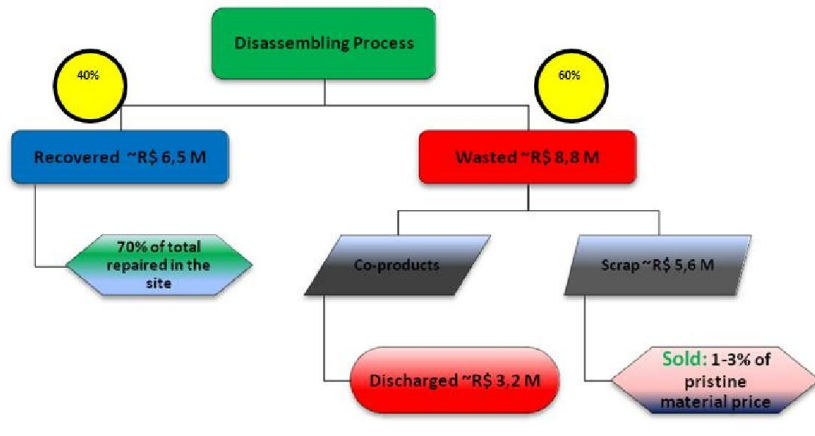 Disassembling Process
40%
60%
Recovered ~R$ 6,5 M
Wasted ~R$ 8,8 M
70% of total
repaired in the
site
Co-products
Scrap ~R$ 5,6 M
Discharged ~R$ 3,2 M
Sold: 1-3% of
pristine
material price